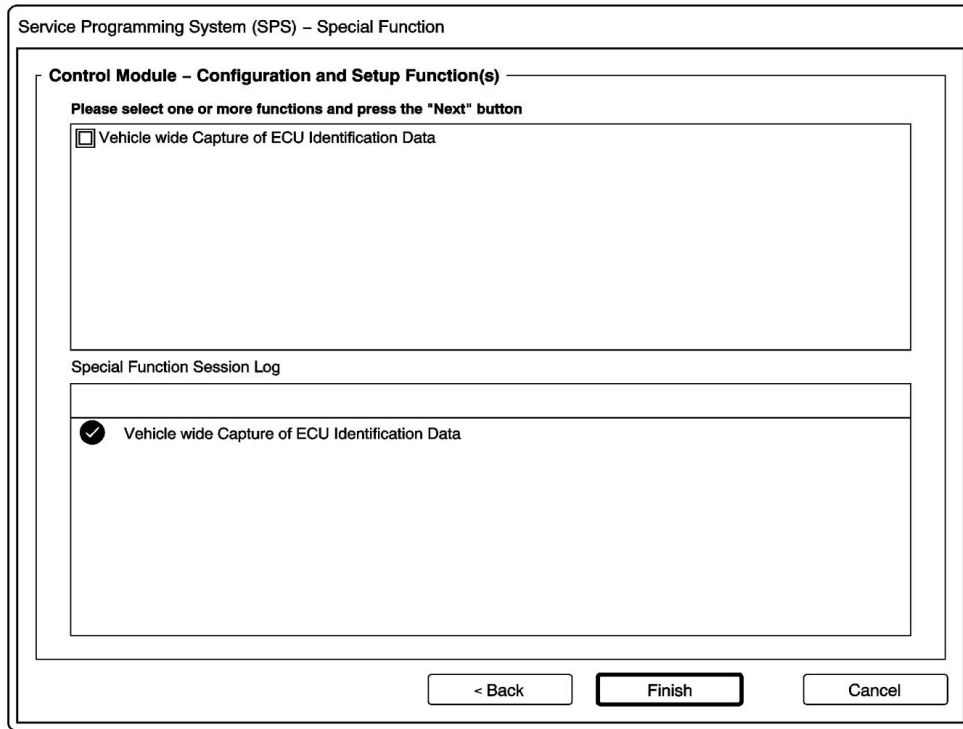 Service Programming System (SPS) – Special Function
Control Module – Configuration and Setup Function(s)
Please select one or more functions and press the "Next" button
Vehicle wide Capture of ECU Identification Data
Special Function Session Log
Vehicle wide Capture of ECU Identification Data
< Back Finish Cancel